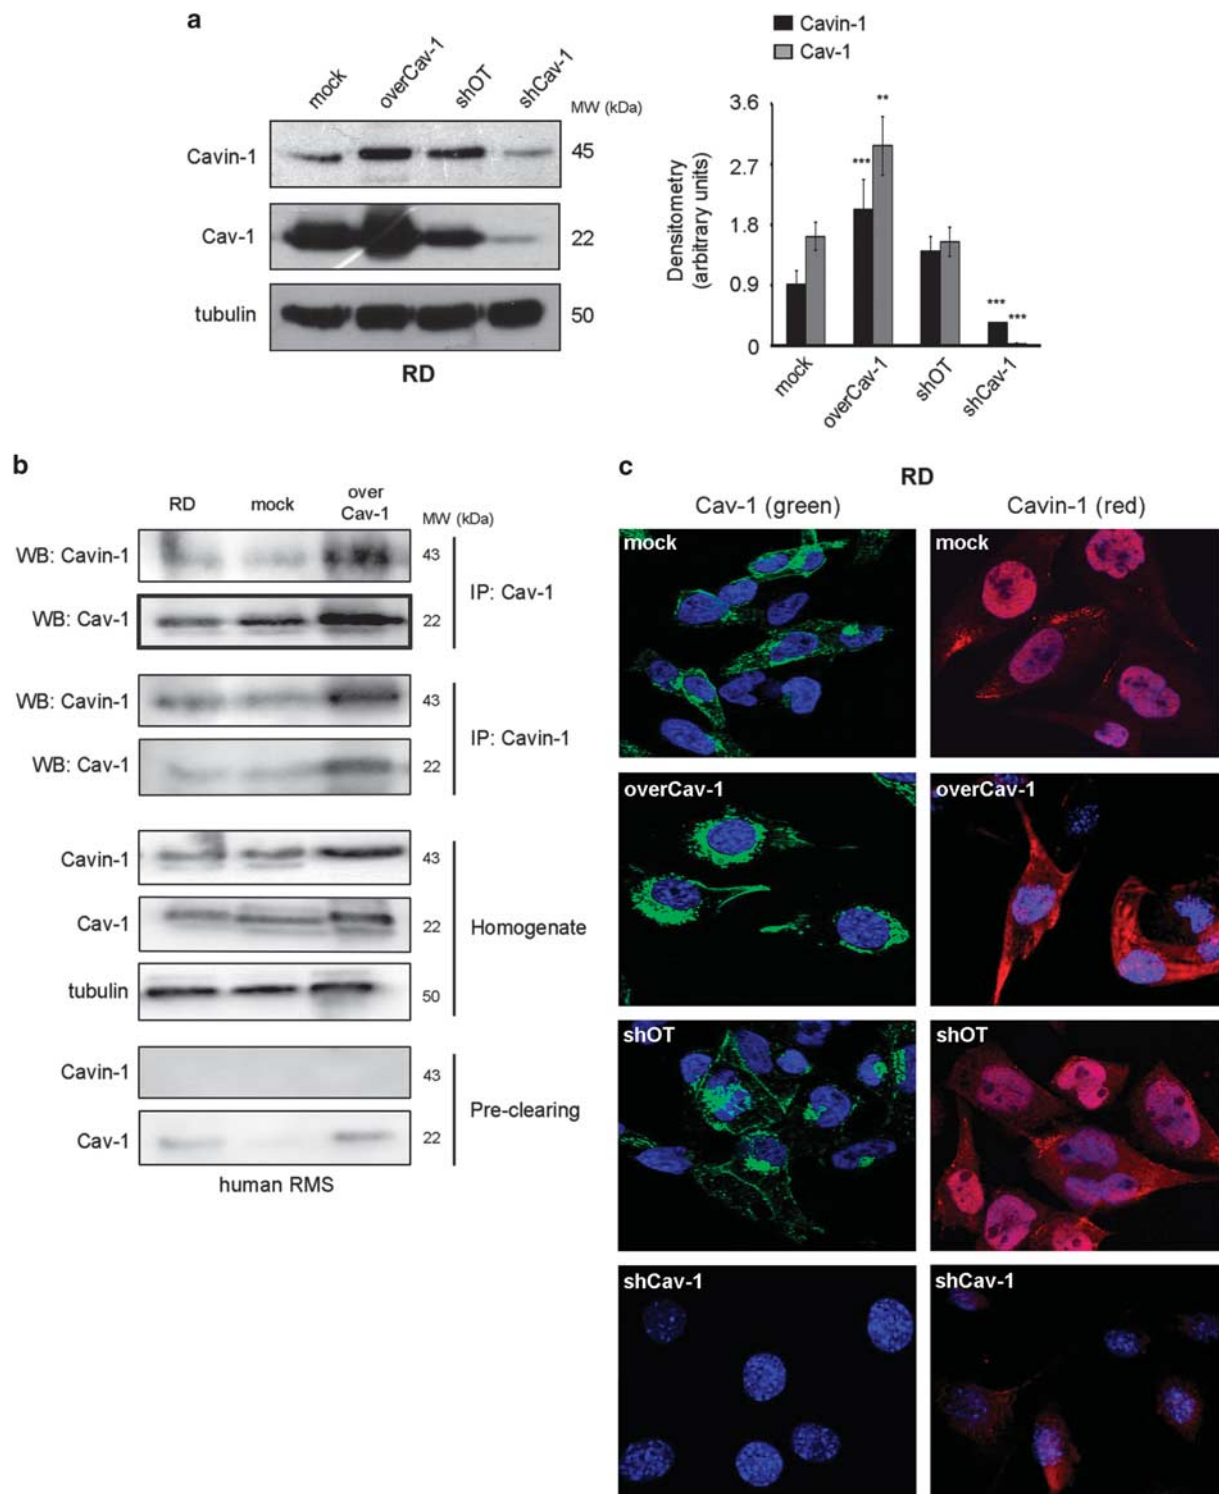 a
mock
overCav-1
shOT
shCav-1
MW (kDa)
Cavin-1
45
Cav-1
22
tubulin
50
RD
Cavin-1
Cav-1
Densitometry
(arbitrary units)
3.6
2.7
1.8
0.9
0
***
**
***
***
mock
overCav-1
shOT
shCav-1
b
RD
mock
over
Cav-1
MW (kDa)
WB: Cavin-1
43
WB: Cav-1
22
IP: Cav-1
WB: Cavin-1
43
WB: Cav-1
22
IP: Cavin-1
Cavin-1
43
Cav-1
22
tubulin
50
Homogenate
Cavin-1
43
Cav-1
22
Pre-clearing
human RMS
c
RD
Cav-1 (green)
Cavin-1 (red)
mock
mock
overCav-1
overCav-1
shOT
shOT
shCav-1
shCav-1